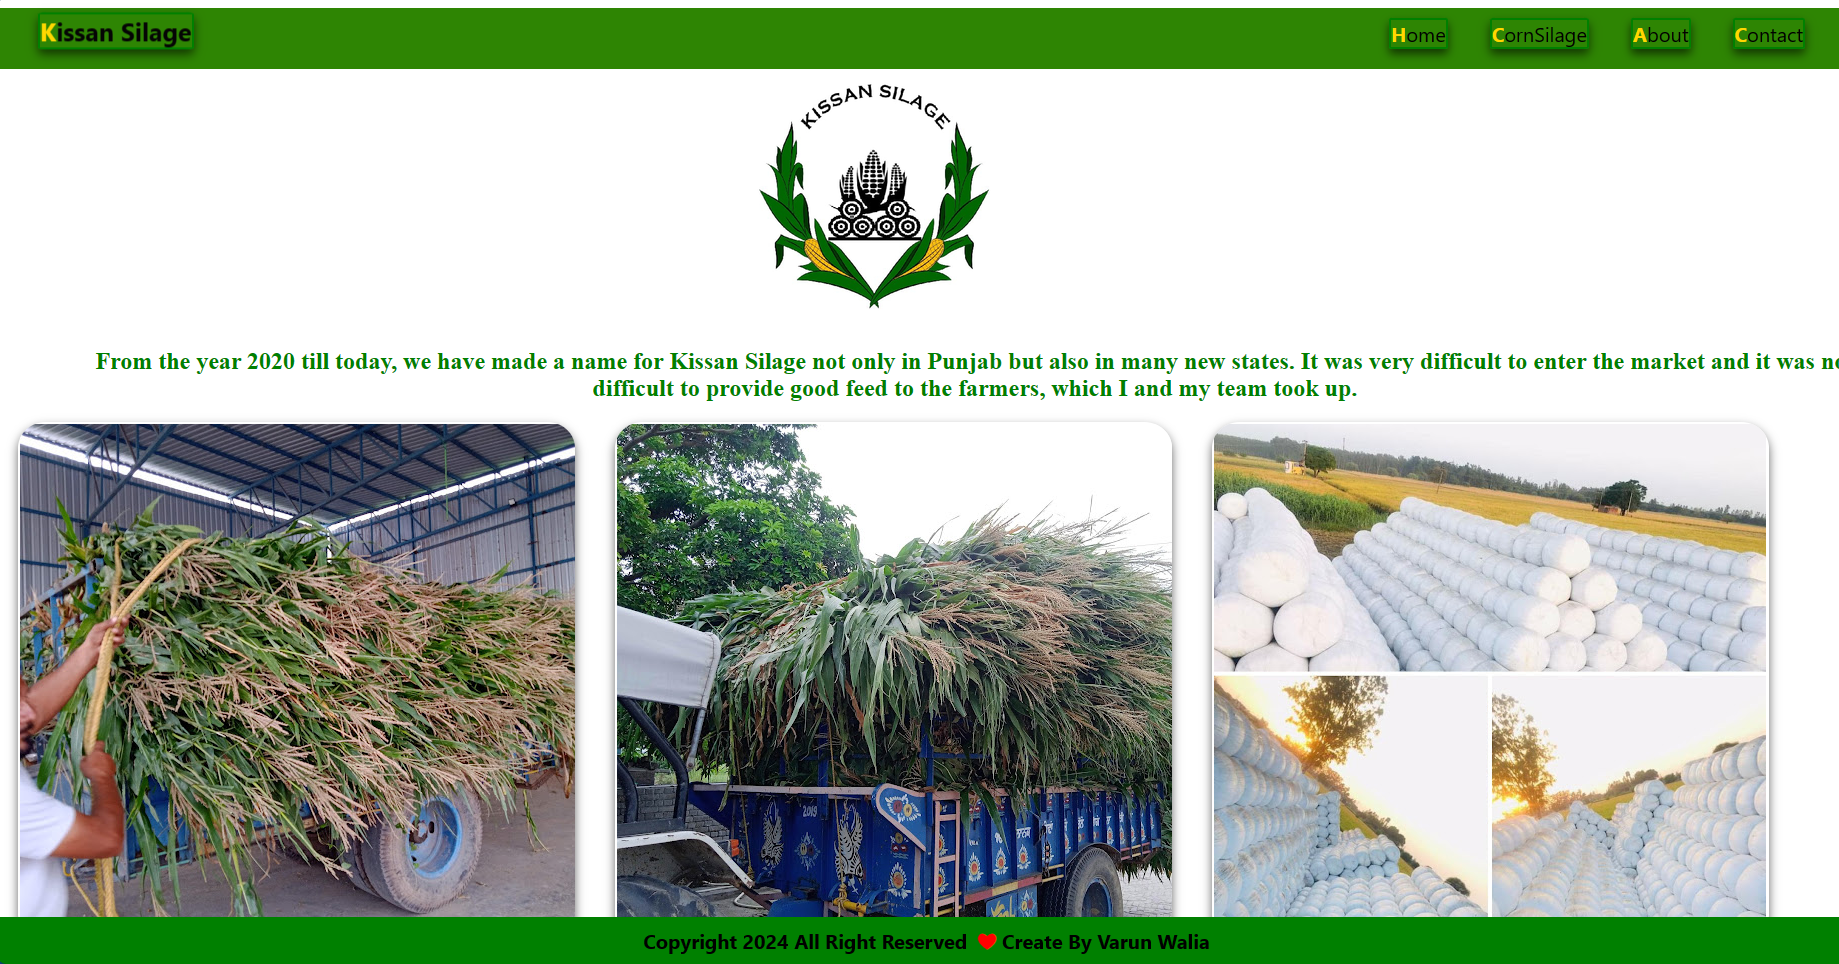 Kissan Silage
Home CornSilage About Contact
KISSAN SILAGE
From the year 2020 till today, we have made a name for Kissan Silage not only in Punjab but also in many new states. It was very difficult to enter the market and it was
difficult to provide good feed to the farmers, which I and my team took up.
2019
Copyright 2024 All Right Reserved ❤ Create By Varun Walia